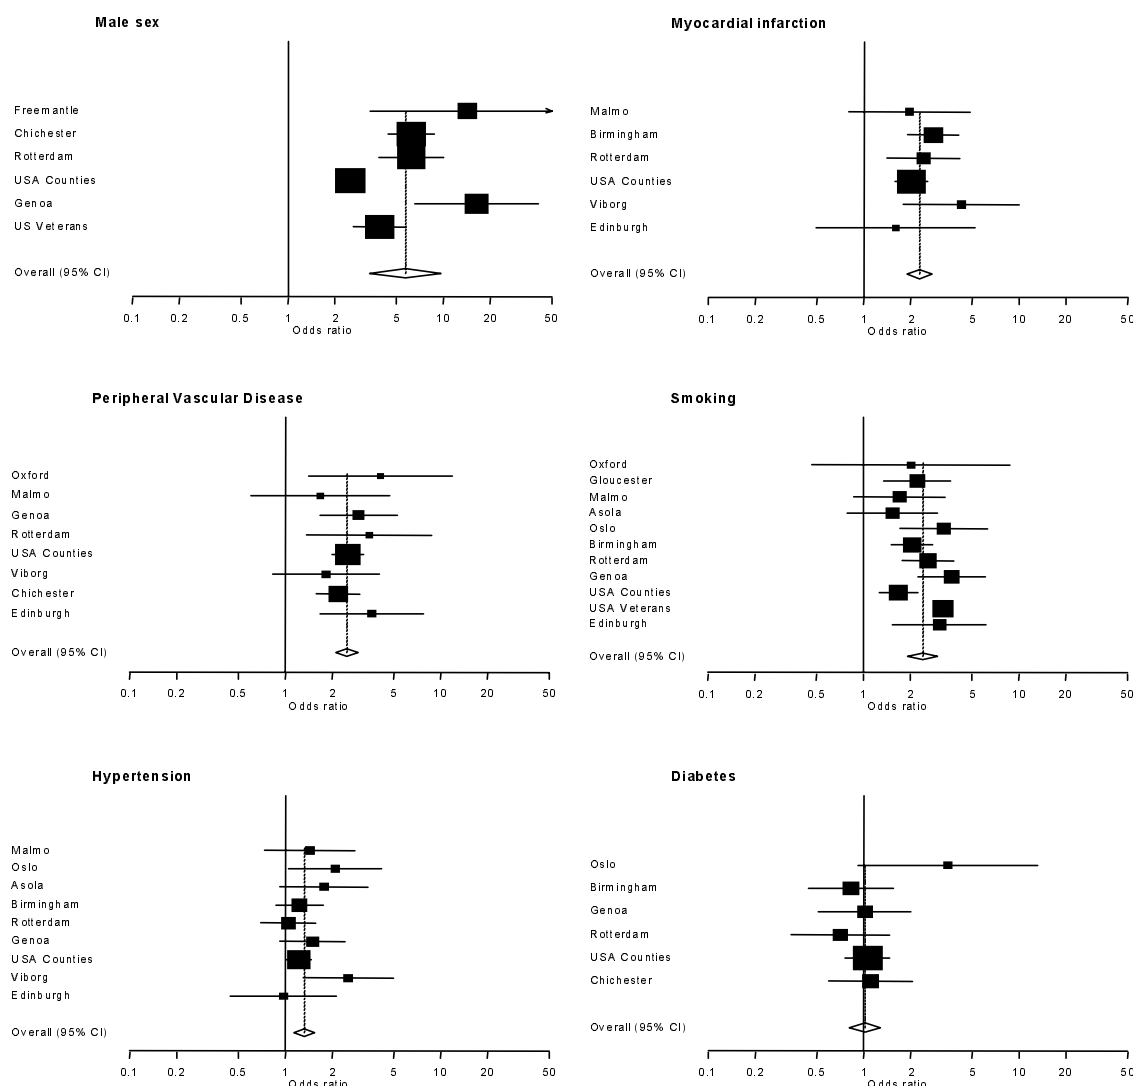 Male sex
Freemantle
Chichester
Rotterdam
USA Counties
Genoa
US Veterans
Overall (95% CI)
0.1 0.2 0.5 1 2 5 10 20 50
Odds ratio
Myocardial infarction
Malmo
Birmingham
Rotterdam
USA Counties
Viborg
Edinburgh
Overall (95% CI)
0.1 0.2 0.5 1 2 5 10 20 50
Odds ratio
Peripheral Vascular Disease
Oxford
Malmo
Genoa
Rotterdam
USA Counties
Viborg
Chichester
Edinburgh
Overall (95% CI)
0.1 0.2 0.5 1 2 5 10 20 50
Odds ratio
Smoking
Oxford
Gloucester
Malmo
Asola
Oslo
Birmingham
Rotterdam
Genoa
USA Counties
USA Veterans
Edinburgh
Overall (95% CI)
0.1 0.2 0.5 1 2 5 10 20 50
Odds ratio
Hypertension
Malmo
Oslo
Asola
Birmingham
Rotterdam
Genoa
USA Counties
Viborg
Edinburgh
Overall (95% CI)
0.1 0.2 0.5 1 2 5 10 20 50
Odds ratio
Diabetes
Oslo
Birmingham
Genoa
Rotterdam
USA Counties
Chichester
Overall (95% CI)
0.1 0.2 0.5 1 2 5 10 20 50
Odds ratio